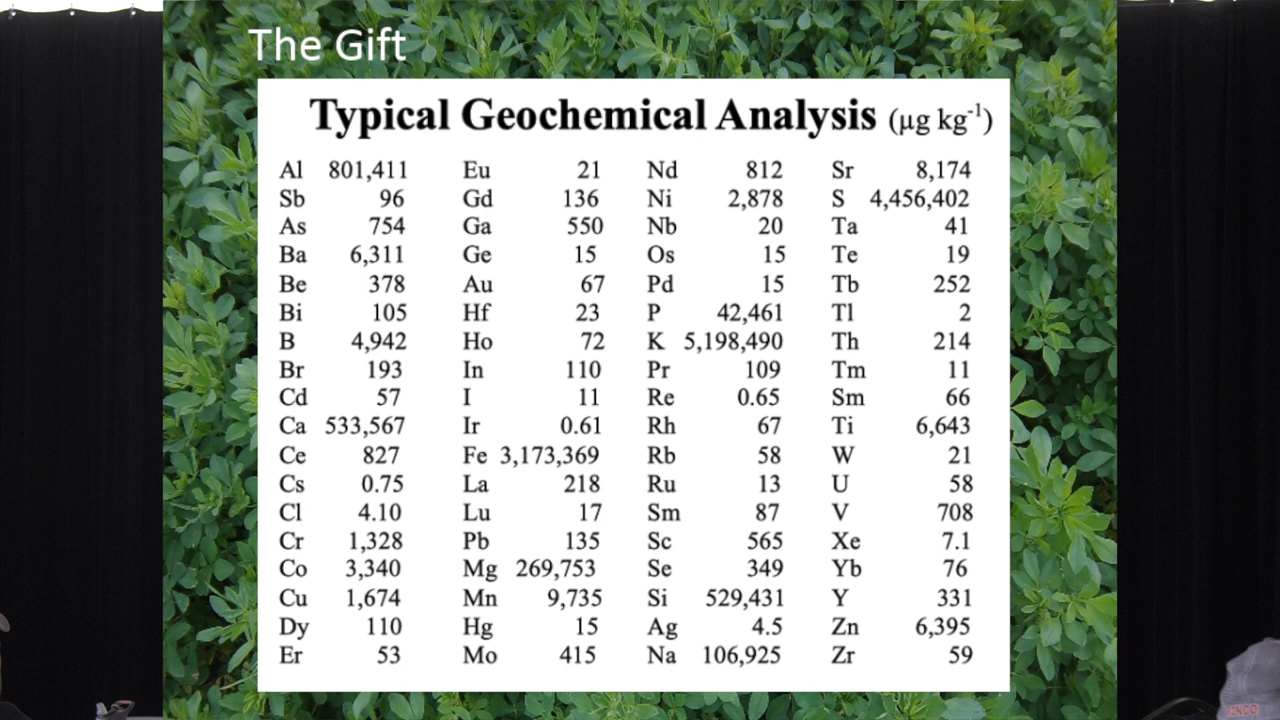 The Gift
Typical Geochemical Analysis (µg kg⁻¹)
Al 801,411 Eu 21 Nd 812 Sr 8,174
Sb 96 Gd 136 Ni 2,878 S 4,456,402
As 754 Ga 550 Nb 20 Ta 41
Ba 6,311 Ge 15 Os 15 Te 19
Be 378 Au 67 Pd 15 Tb 252
Bi 105 Hf 23 P 42,461 Tl 2
B 4,942 Ho 72 K 5,198,490 Th 214
Br 193 In 110 Pr 109 Tm 11
Cd 57 I 11 Re 0.65 Sm 66
Ca 533,567 Ir 0.61 Rh 67 Ti 6,643
Ce 827 Fe 3,173,369 Rb 58 W 21
Cs 0.75 La 218 Ru 13 U 58
Cl 4.10 Lu 17 Sm 87 V 708
Cr 1,328 Pb 135 Sc 565 Xe 7.1
Co 3,340 Mg 269,753 Se 349 Yb 76
Cu 1,674 Mn 9,735 Si 529,431 Y 331
Dy 110 Hg 15 Ag 4.5 Zn 6,395
Er 53 Mo 415 Na 106,925 Zr 59